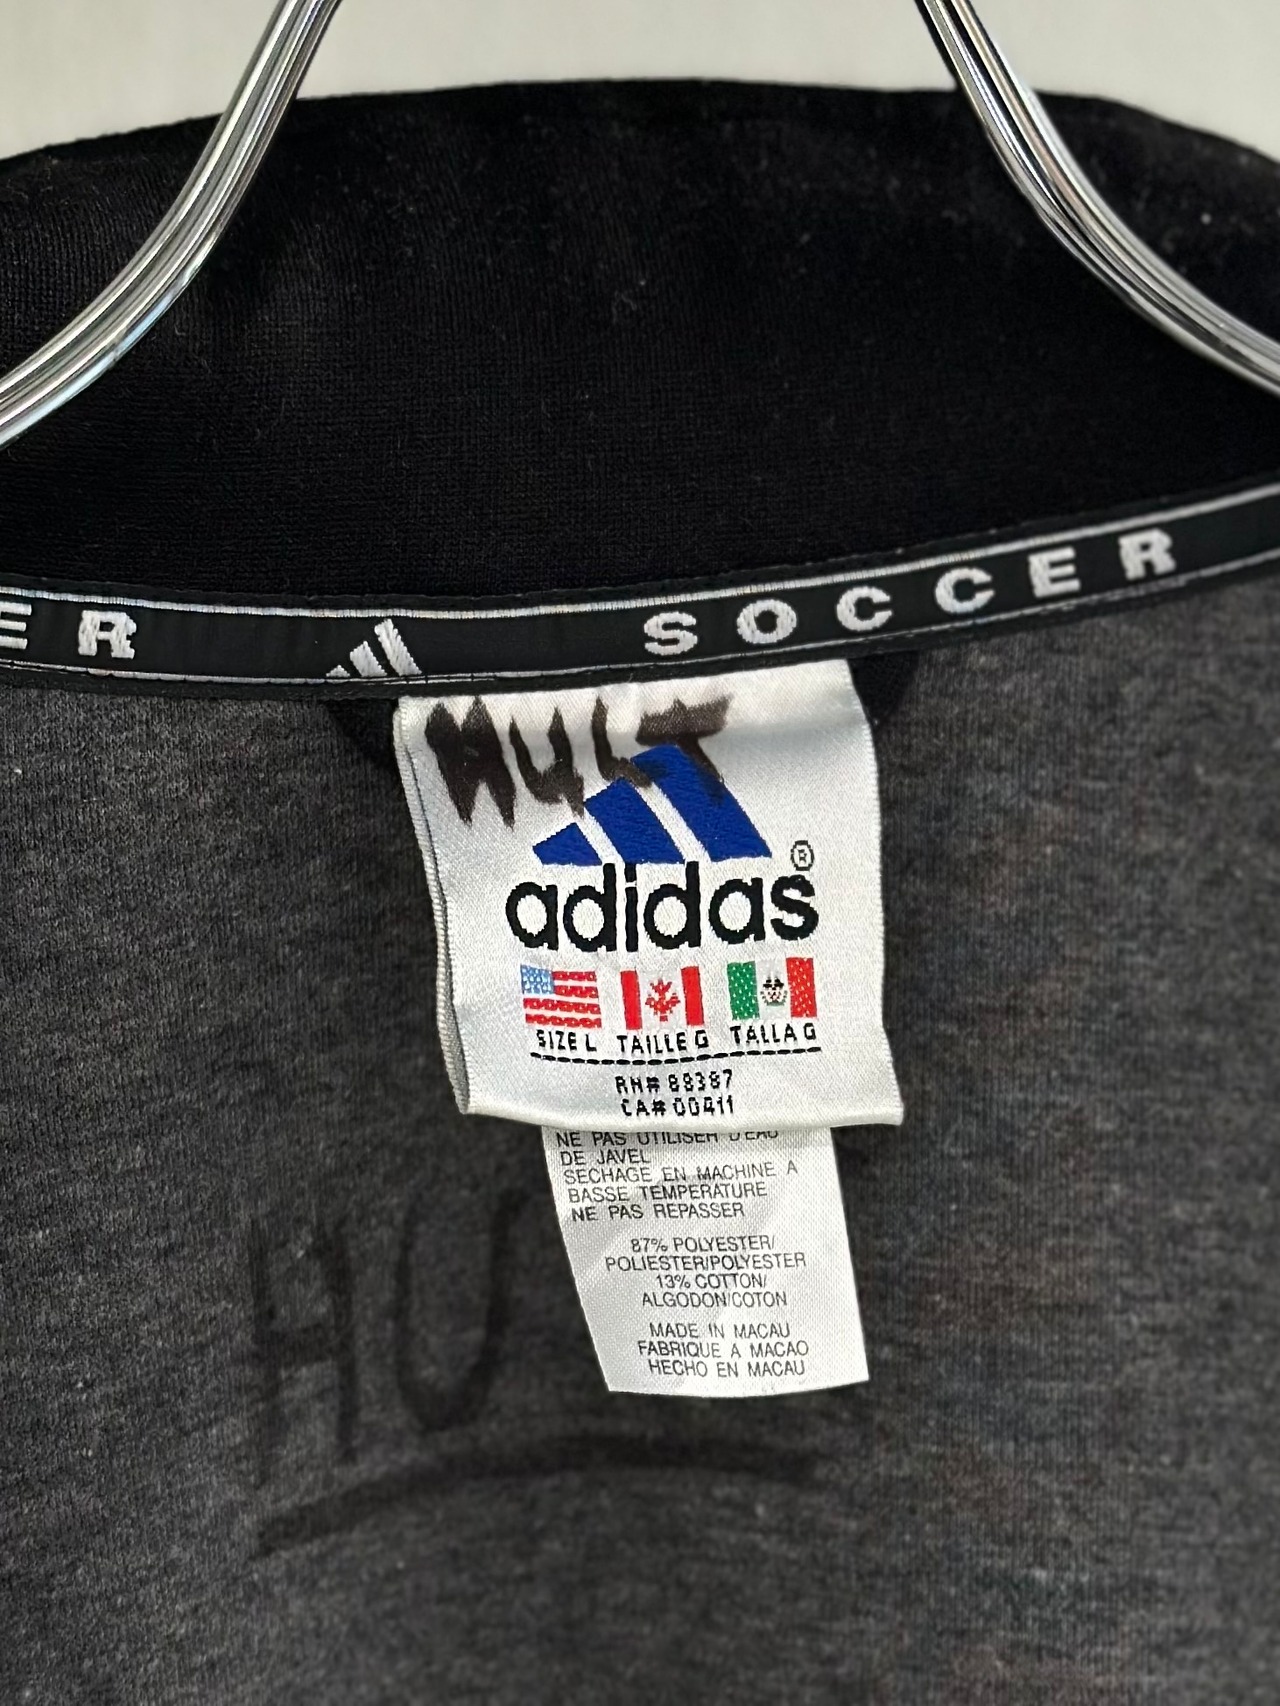 ER SOCCER
MULT
adidas®
SIZE L TAILLE G TALLA G
RN# 88387
CA# 00411
NE PAS UTILISER D'EAU
DE JAVEL
SECHAGE EN MACHINE A
BASSE TEMPERATURE
NE PAS REPASSER
87% POLYESTER/
POLIESTER/POLYESTER
13% COTTON/
ALGODON/COTON
MADE IN MACAU
FABRIQUE A MACAO
HECHO EN MACAU